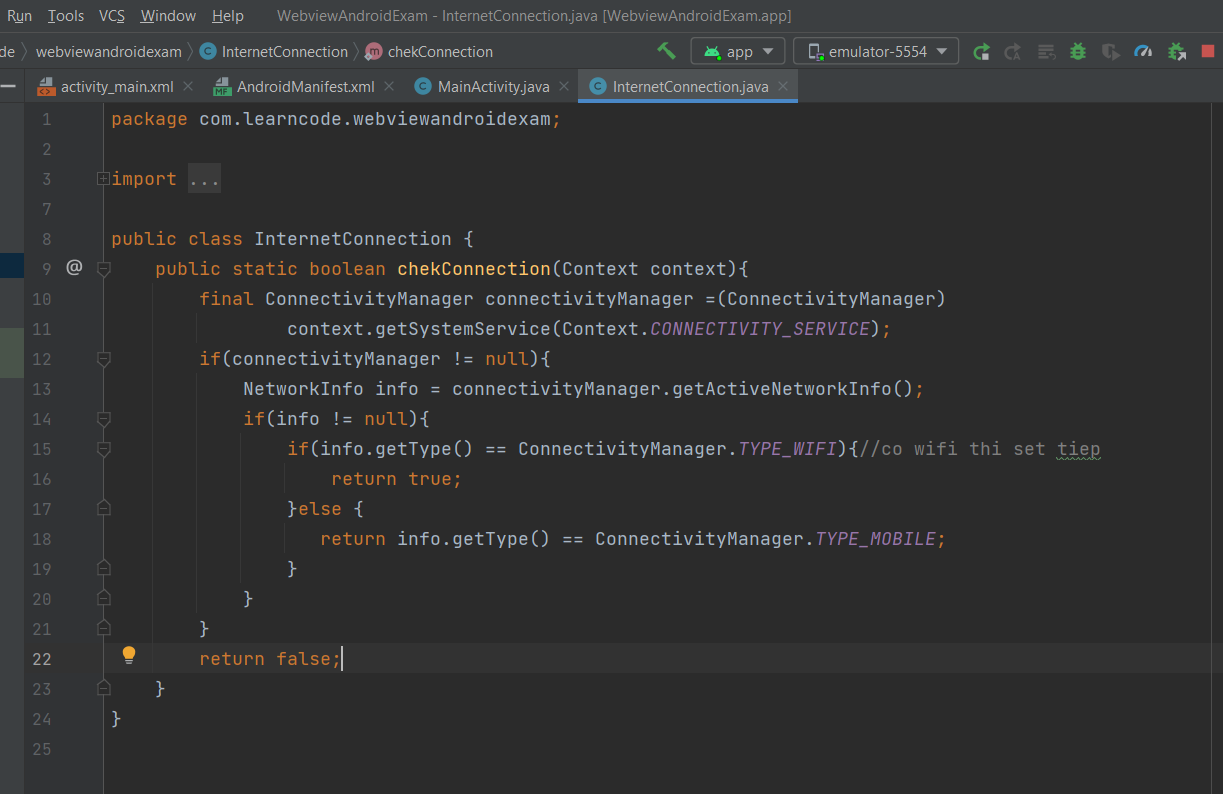 Run Tools VCS Window Help WebviewAndroidExam - InternetConnection.java [WebviewAndroidExam.app]
de webviewandroidexam C InternetConnection m chekConnection app emulator-5554
activity_main.xml MF AndroidManifest.xml C MainActivity.java C InternetConnection.java
1 package com.learncode.webviewandroidexam;
2
3 import ...
7
8 public class InternetConnection {
9 @ public static boolean chekConnection(Context context){
10 final ConnectivityManager connectivityManager =(ConnectivityManager)
11 context.getSystemService(Context.CONNECTIVITY_SERVICE);
12 if(connectivityManager != null){
13 NetworkInfo info = connectivityManager.getActiveNetworkInfo();
14 if(info != null){
15 if(info.getType() == ConnectivityManager.TYPE_WIFI){//co wifi thi set tiep
16 return true;
17 }else {
18 return info.getType() == ConnectivityManager.TYPE_MOBILE;
19 }
20 }
21 }
22 return false;
23 }
24 }
25